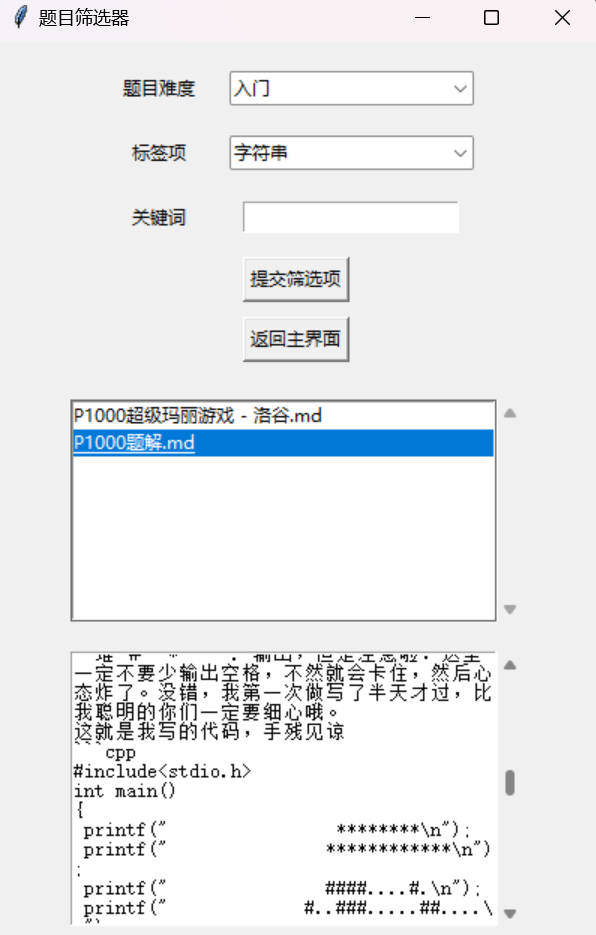 题目筛选器
题目难度 入门
标签项 字符串
关键词
提交筛选项
返回主界面
P1000超级玛丽游戏 - 洛谷.md
P1000题解.md
一定不要少输出空格，不然就会卡住，然后心
态炸了。没错，我第一次做写了半天才过，比
我聪明的你们一定要细心哦。
这就是我写的代码，手残见谅
```cpp
#include<stdio.h>
int main()
{
 printf("                ********\n");
 printf("               ************\n")
;
 printf("               ####....#.\n");
 printf("             #..###.....##....\